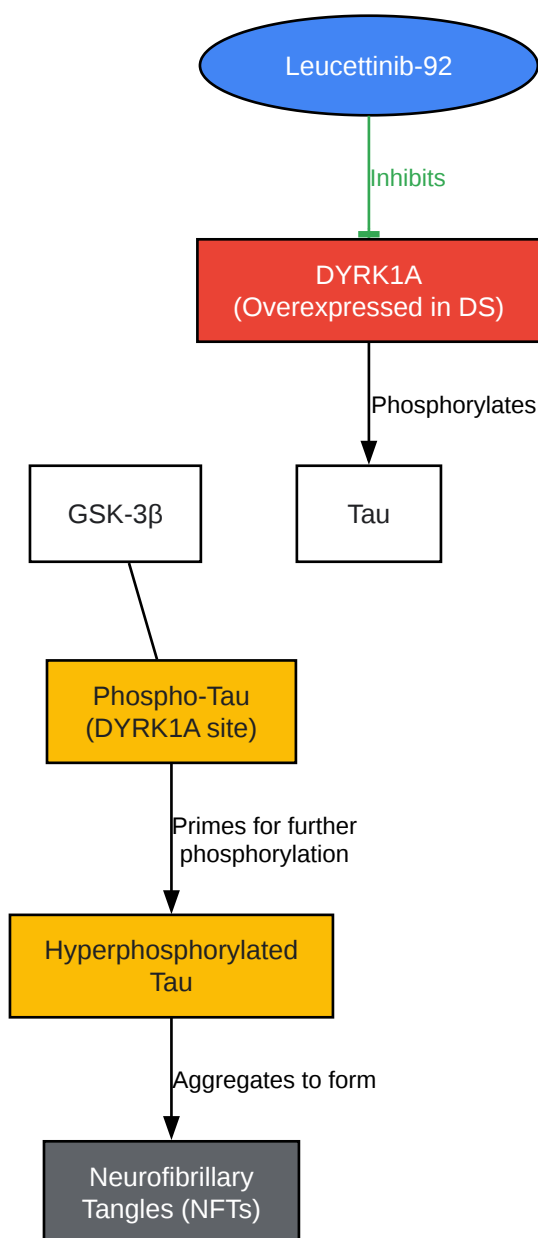 Leucettinib-92
Inhibits
DYRK1A
(Overexpressed in DS)
Phosphorylates
GSK-3β
Tau
Phospho-Tau
(DYRK1A site)
Primes for further
phosphorylation
Hyperphosphorylated
Tau
Aggregates to form
Neurofibrillary
Tangles (NFTs)